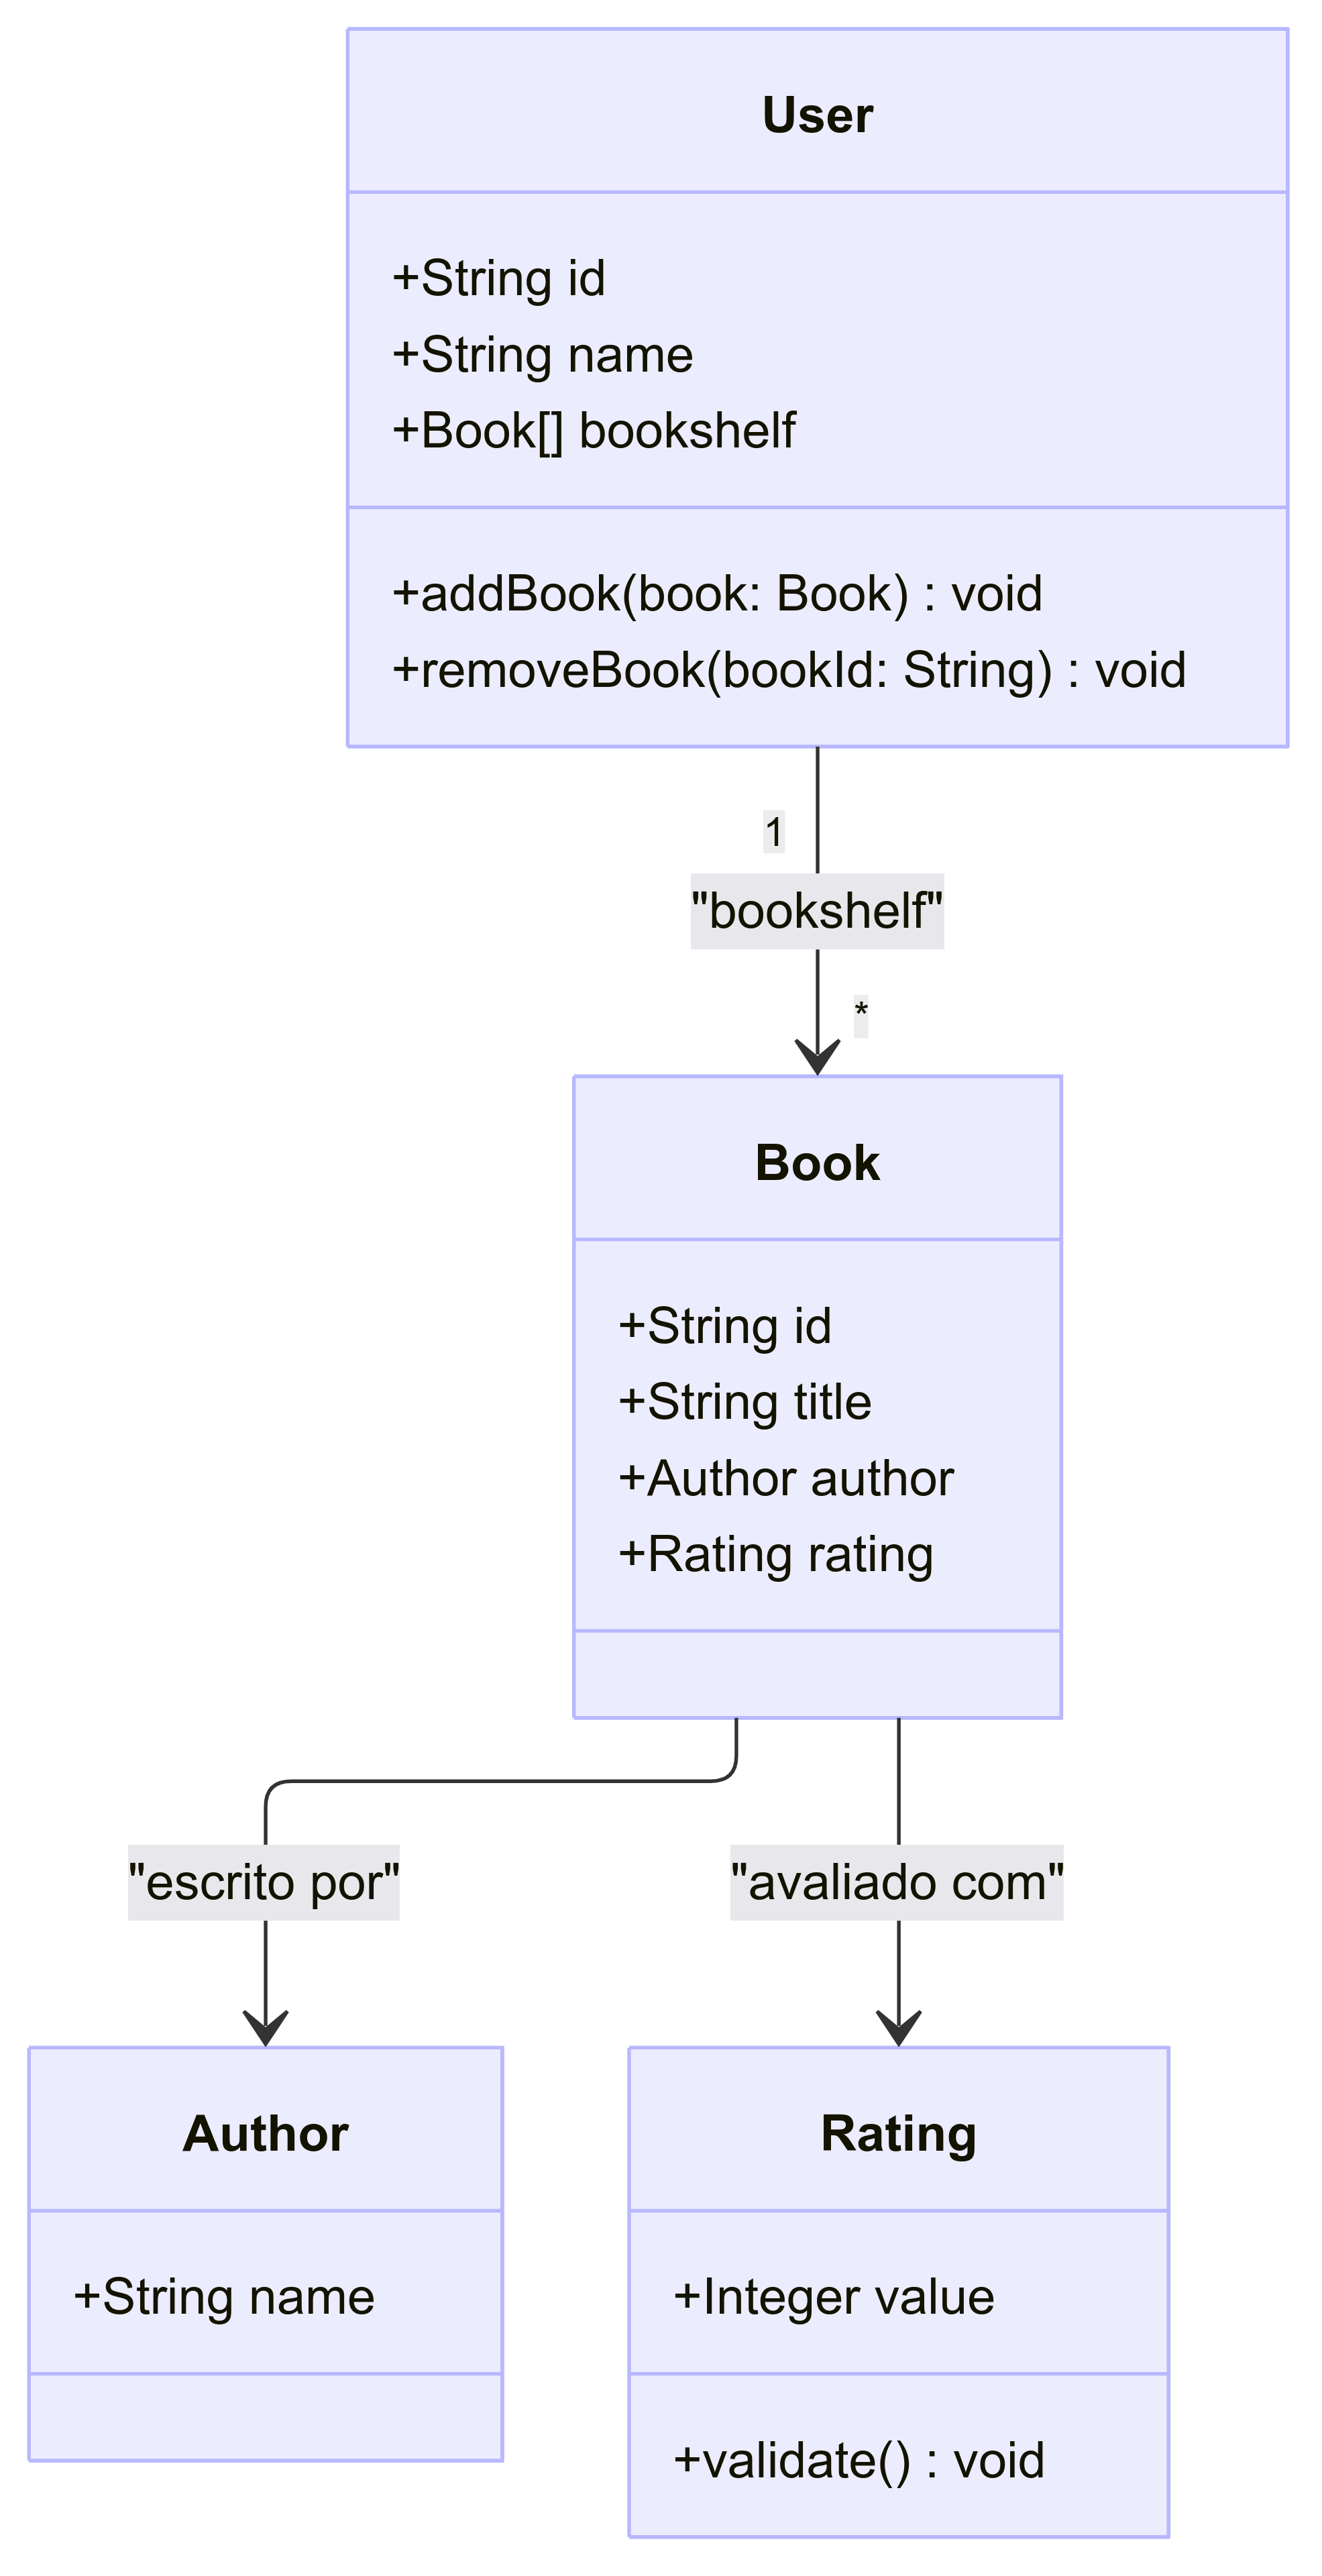 User
+String id
+String name
+Book[] bookshelf
+addBook(book: Book) : void
+removeBook(bookId: String) : void
1
"bookshelf"
*
Book
+String id
+String title
+Author author
+Rating rating
"escrito por"
"avaliado com"
Author
+String name
Rating
+Integer value
+validate() : void